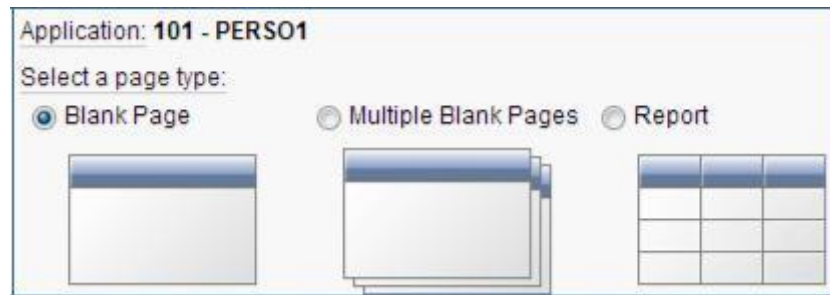 Application: 101 - PERSO1
Select a page type:
Blank Page Multiple Blank Pages Report